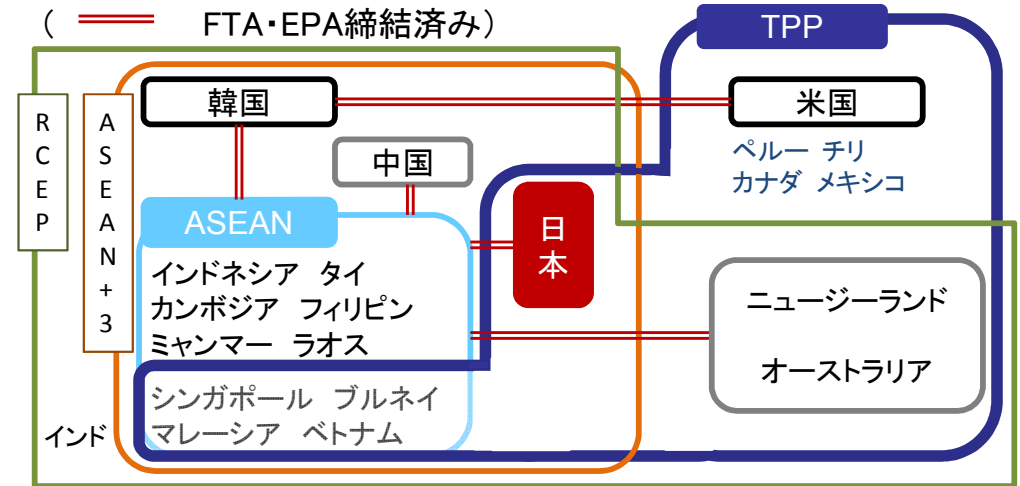 ( ═══ FTA・EPA締結済み)
TPP
RCEP
ASEAN+3
韓国
米国
ペルー チリ
カナダ メキシコ
中国
日本
ASEAN
インドネシア タイ
カンボジア フィリピン
ミャンマー ラオス
シンガポール ブルネイ
マレーシア ベトナム
ニュージーランド
オーストラリア
インド